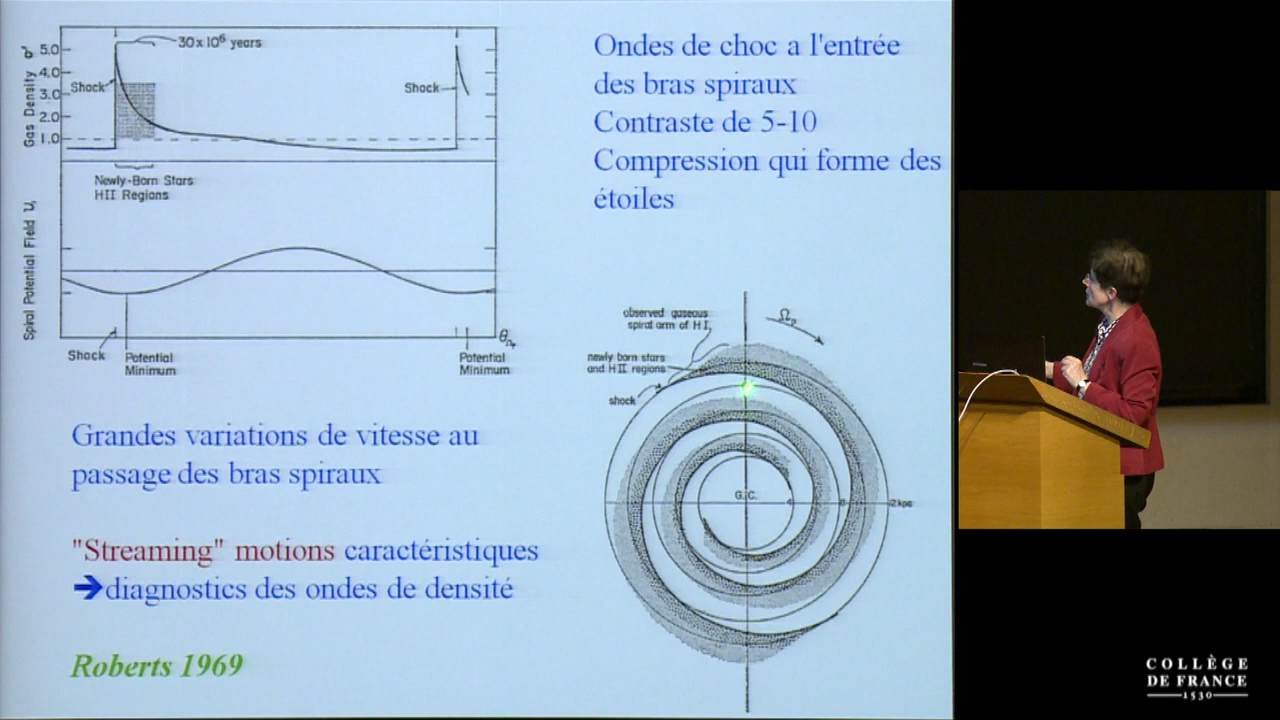 Gas Density σ'
5.0
4.0
3.0
2.0
1.0
30 x 10⁶ years
Shock
Shock
Newly-Born Stars
HII Regions
Spiral Potential Field
Shock
Potential
Minimum
Potential
Minimum
Ondes de choc a l'entrée
des bras spiraux
Contraste de 5-10
Compression qui forme des
étoiles
Grandes variations de vitesse au
passage des bras spiraux
"Streaming" motions caractéristiques
➔diagnostics des ondes de densité
Roberts 1969
observed gaseous
spiral arm of HI
newly born stars
and HII regions
shock
Ωp
G.C.
kpc
COLLÈGE
DE FRANCE
1530